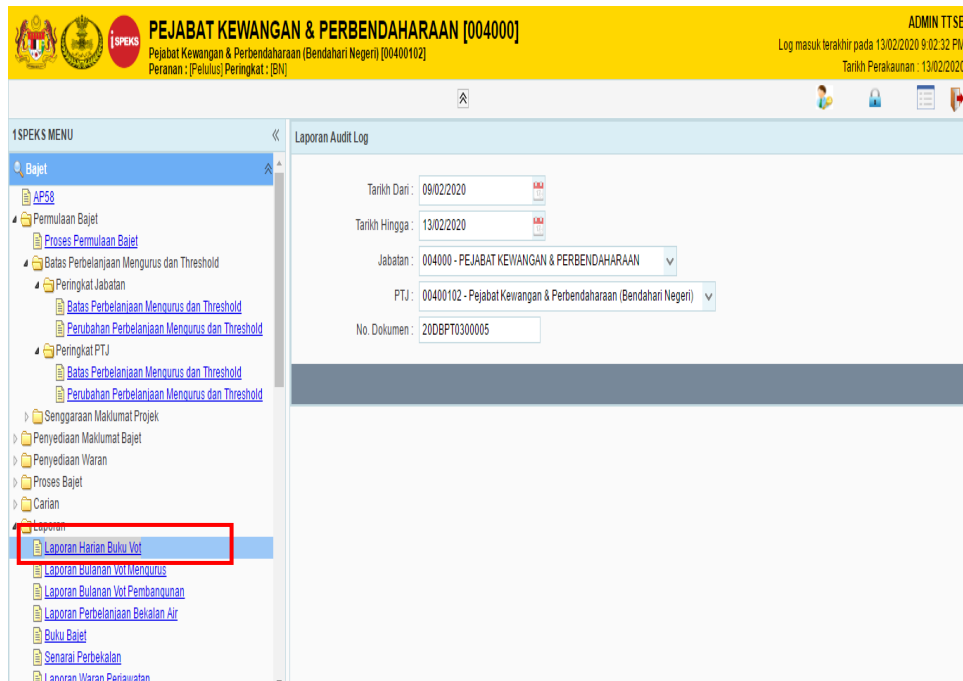 iSPEKS
PEJABAT KEWANGAN & PERBENDAHARAAN [004000]
Pejabat Kewangan & Perbendaharaan (Bendahari Negeri) [00400102]
Peranan : [Pelulus] Peringkat : [BN]
ADMIN TTSB
Log masuk terakhir pada 13/02/2020 9:02:32 PM
Tarikh Perakaunan : 13/02/2020
1SPEKS MENU
Bajet
AP58
Permulaan Bajet
Proses Permulaan Bajet
Batas Perbelanjaan Mengurus dan Threshold
Peringkat Jabatan
Batas Perbelanjaan Mengurus dan Threshold
Perubahan Perbelanjaan Mengurus dan Threshold
Peringkat PTJ
Batas Perbelanjaan Mengurus dan Threshold
Perubahan Perbelanjaan Mengurus dan Threshold
Senggaraan Maklumat Projek
Penyediaan Maklumat Bajet
Penyediaan Waran
Proses Bajet
Carian
Laporan
Laporan Harian Buku Vot
Laporan Bulanan Vot Mengurus
Laporan Bulanan Vot Pembangunan
Laporan Perbelanjaan Bekalan Air
Buku Bajet
Senarai Perbekalan
Laporan Waran Perjawatan
Laporan Audit Log
Tarikh Dari : 09/02/2020
Tarikh Hingga : 13/02/2020
Jabatan : 004000 - PEJABAT KEWANGAN & PERBENDAHARAAN
PTJ : 00400102 - Pejabat Kewangan & Perbendaharaan (Bendahari Negeri)
No. Dokumen : 20DBPT0300005